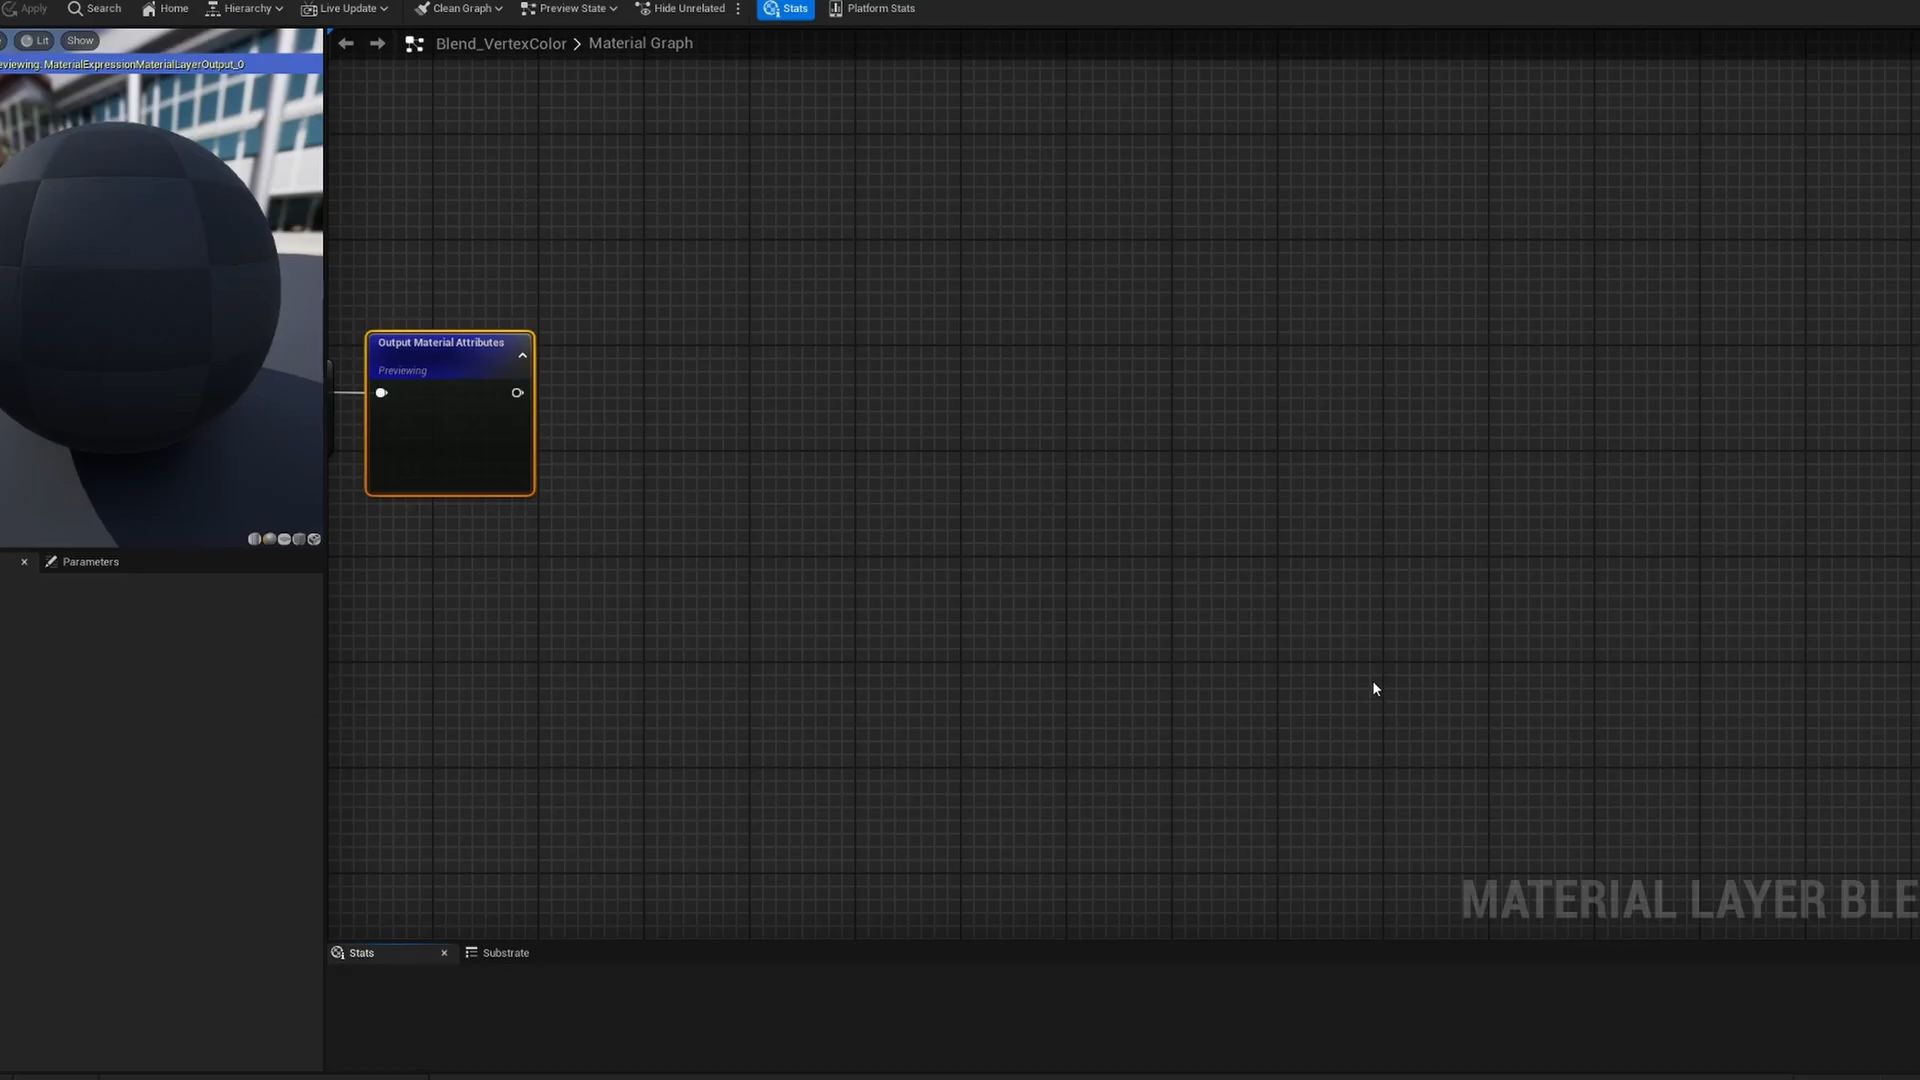 Apply Search Home Hierarchy Live Update Clean Graph Preview State Hide Unrelated Stats Platform Stats
Lit Show
eviewing: MaterialExpressionMaterialLayerOutput_0
Blend_VertexColor > Material Graph
Output Material Attributes
Previewing
Parameters
MATERIAL LAYER BLE
Stats Substrate